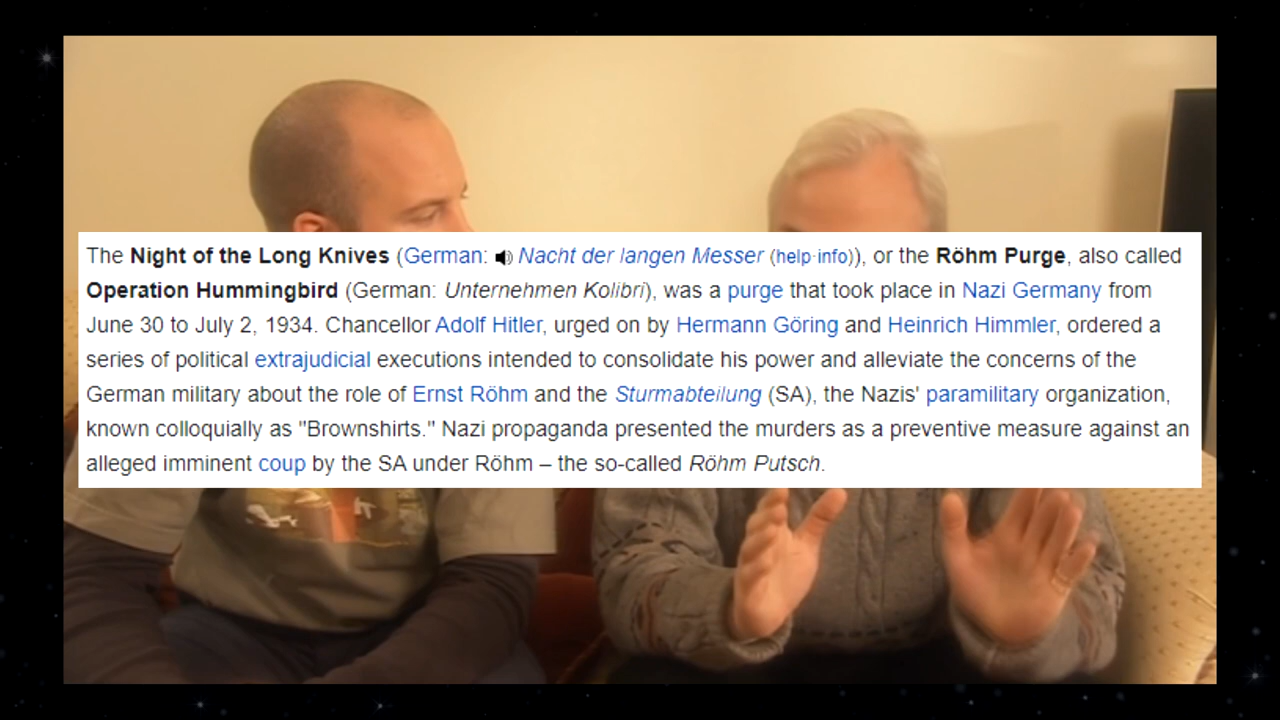 The Night of the Long Knives (German: Nacht der langen Messer (help·info)), or the Röhm Purge, also called
Operation Hummingbird (German: Unternehmen Kolibri), was a purge that took place in Nazi Germany from
June 30 to July 2, 1934. Chancellor Adolf Hitler, urged on by Hermann Göring and Heinrich Himmler, ordered a
series of political extrajudicial executions intended to consolidate his power and alleviate the concerns of the
German military about the role of Ernst Röhm and the Sturmabteilung (SA), the Nazis' paramilitary organization,
known colloquially as "Brownshirts." Nazi propaganda presented the murders as a preventive measure against an
alleged imminent coup by the SA under Röhm – the so-called Röhm Putsch.